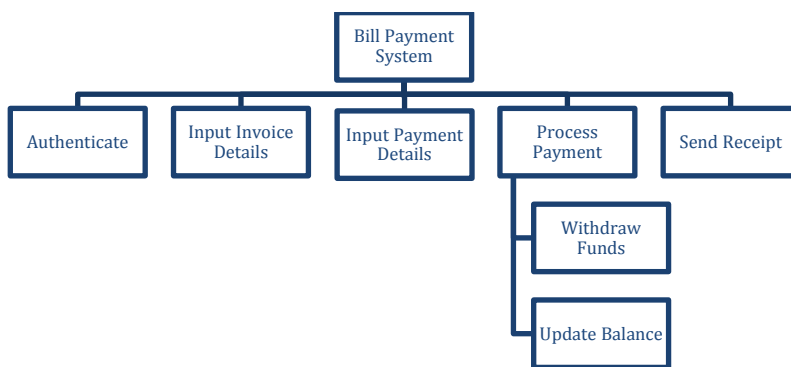 Bill Payment
System
Authenticate
Input Invoice
Details
Input Payment
Details
Process
Payment
Send Receipt
Withdraw
Funds
Update Balance